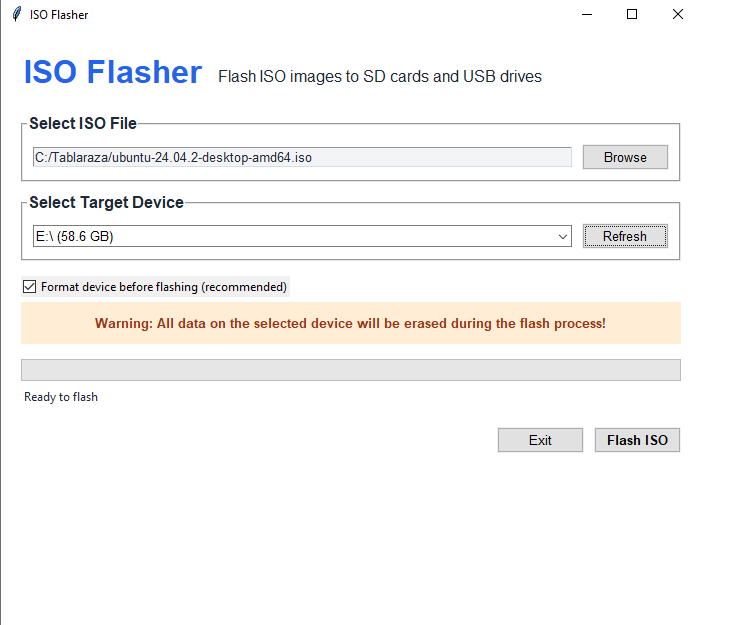 ISO Flasher
ISO Flasher Flash ISO images to SD cards and USB drives
Select ISO File
C:/Tablaraza/ubuntu-24.04.2-desktop-amd64.iso Browse
Select Target Device
E:\ (58.6 GB) Refresh
Format device before flashing (recommended)
Warning: All data on the selected device will be erased during the flash process!
Ready to flash
Exit Flash ISO